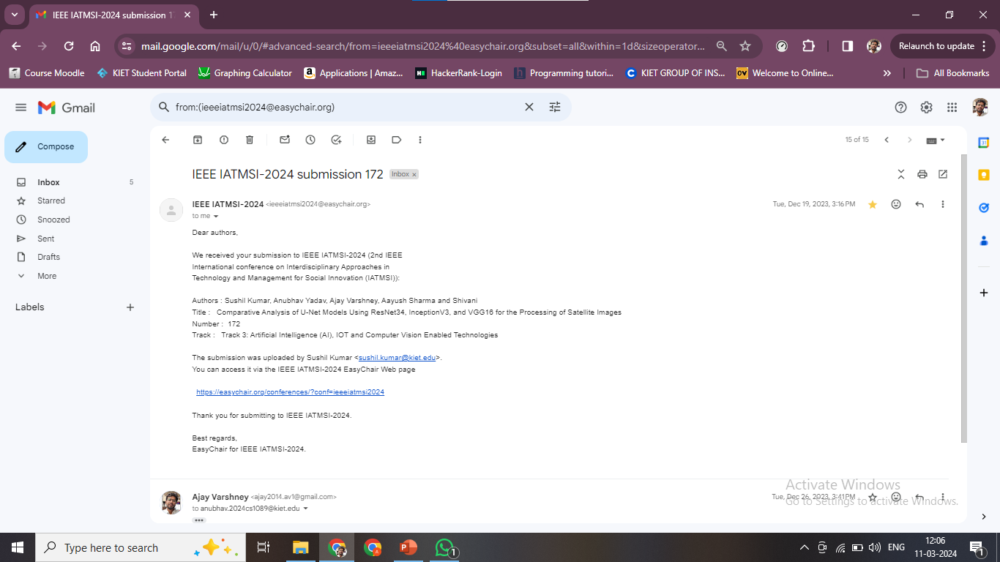 IEEE IATMSI-2024 submission 17
mail.google.com/mail/u/0/#advanced-search/from=ieeeiatmsi2024%40easychair.org&subset=all&within=1d&sizeoperator...
Relaunch to update
Course Moodle
KIET Student Portal
Graphing Calculator
Applications | Amaz...
HackerRank-Login
Programming tutori...
KIET GROUP OF INS...
Welcome to Online...
All Bookmarks
Gmail
from:(ieeeiatmsi2024@easychair.org)
Compose
15 of 15
Inbox 5
Starred
Snoozed
Sent
Drafts
More
Labels
IEEE IATMSI-2024 submission 172 Inbox x
IEEE IATMSI-2024 <ieeeiatmsi2024@easychair.org> Tue, Dec 19, 2023, 3:16 PM
to me
Dear authors,
We received your submission to IEEE IATMSI-2024 (2nd IEEE
International conference on Interdisciplinary Approaches in
Technology and Management for Social Innovation (IATMSI)):
Authors : Sushil Kumar, Anubhav Yadav, Ajay Varshney, Aayush Sharma and Shivani
Title : Comparative Analysis of U-Net Models Using ResNet34, InceptionV3, and VGG16 for the Processing of Satellite Images
Number : 172
Track : Track 3: Artificial Intelligence (AI), IOT and Computer Vision Enabled Technologies
The submission was uploaded by Sushil Kumar <sushil.kumar@kiet.edu>.
You can access it via the IEEE IATMSI-2024 EasyChair Web page
https://easychair.org/conferences/?conf=ieeeiatmsi2024
Thank you for submitting to IEEE IATMSI-2024.
Best regards,
EasyChair for IEEE IATMSI-2024.
Ajay Varshney <ajay2014.av1@gmail.com> Tue, Dec 26, 2023, 3:41 PM
to anubhav.2024cs1089@kiet.edu
Activate Windows
Go to Settings to activate Windows.
Type here to search
1
ENG
12:06
11-03-2024
1